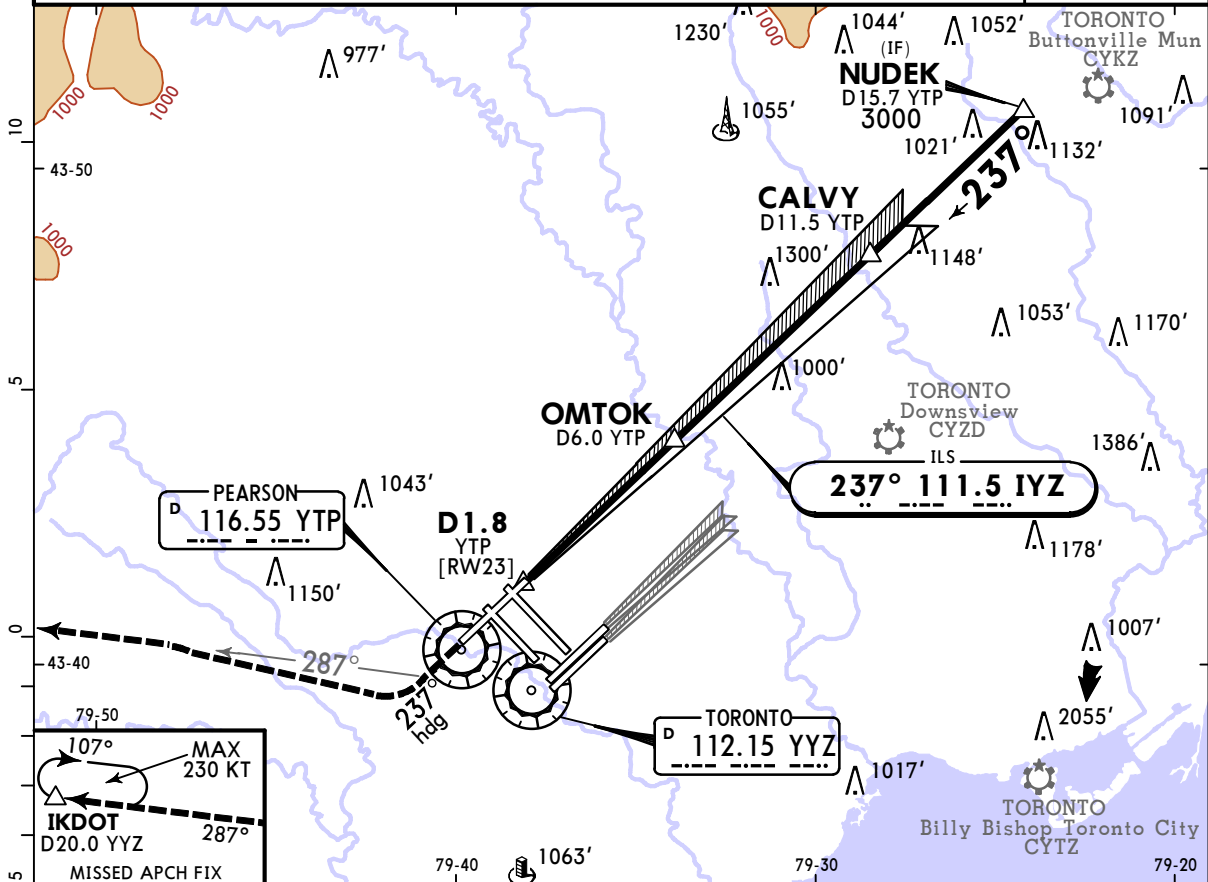 1230'
1000
1044'
1052'
TORONTO
Buttonville Mun
CYKZ
977'
(IF)
NUDEK
D15.7 YTP
3000
1000
1000
1055'
1091'
10
1021'
1132'
43-50
237°
CALVY
D11.5 YTP
1000
1300'
1148'
1053'
1170'
5
1000'
TORONTO
Downsview
CYZD
OMTOK
D6.0 YTP
1386'
ILS
237° 111.5 IYZ
1043'
PEARSON
D 116.55 YTP
D1.8
YTP
[RW23]
1178'
1150'
0
1007'
43-40
287°
237°
hdg
79-50
2055'
TORONTO
D 112.15 YYZ
107°
MAX
230 KT
1017'
IKDOT
D20.0 YYZ
287°
TORONTO
Billy Bishop Toronto City
CYTZ
MISSED APCH FIX
5
79-40
1063'
79-30
79-20